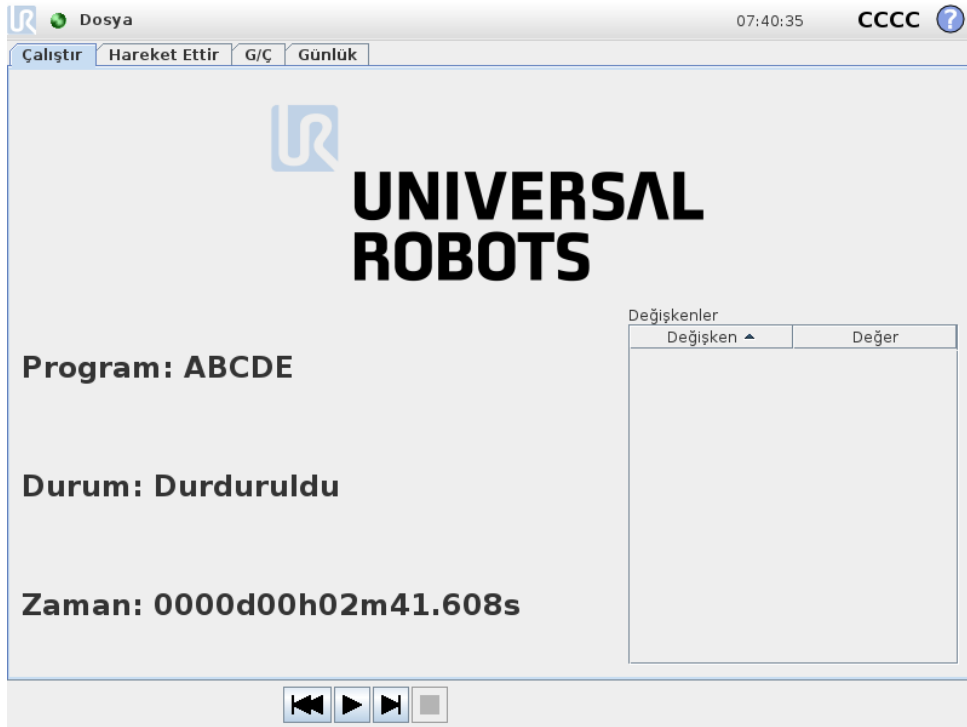 Dosya 07:40:35 CCCC ?
Çalıştır Hareket Ettir G/Ç Günlük
UNIVERSAL
ROBOTS
Değişkenler
Değişken Değer
Program: ABCDE
Durum: Durduruldu
Zaman: 0000d00h02m41.608s